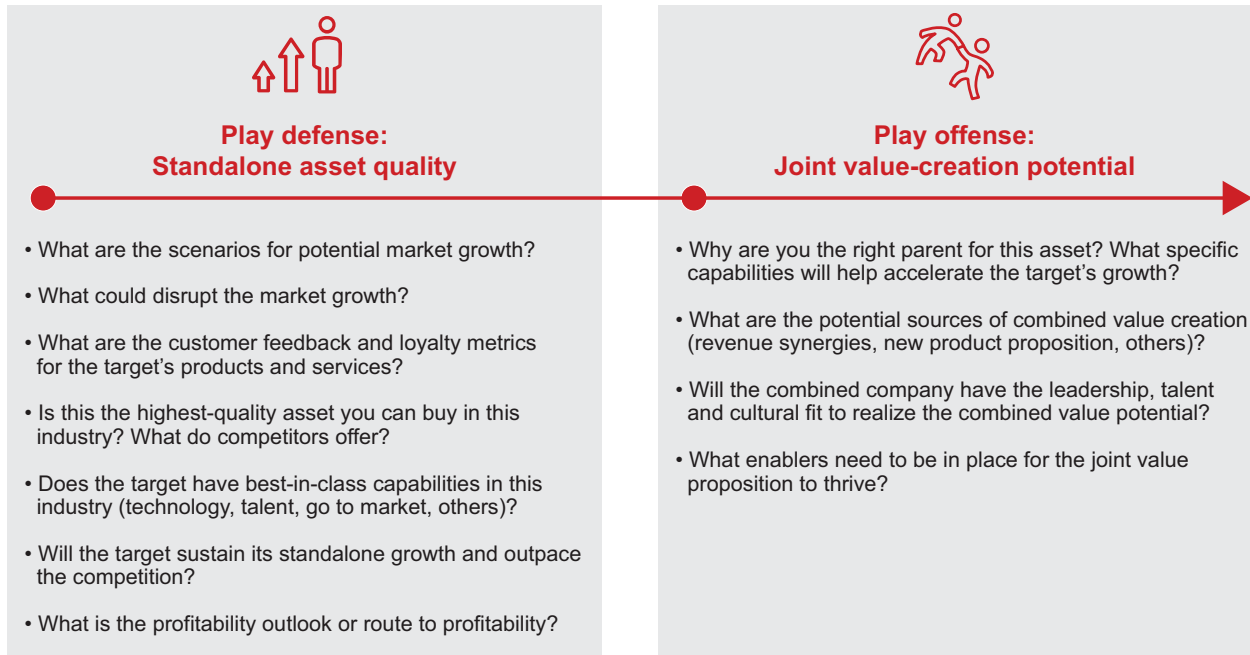 Play defense:
Standalone asset quality
• What are the scenarios for potential market growth?
• What could disrupt the market growth?
• What are the customer feedback and loyalty metrics
for the target's products and services?
• Is this the highest-quality asset you can buy in this
industry? What do competitors offer?
• Does the target have best-in-class capabilities in this
industry (technology, talent, go to market, others)?
• Will the target sustain its standalone growth and outpace
the competition?
• What is the profitability outlook or route to profitability?
Play offense:
Joint value-creation potential
• Why are you the right parent for this asset? What specific
capabilities will help accelerate the target's growth?
• What are the potential sources of combined value creation
(revenue synergies, new product proposition, others)?
• Will the combined company have the leadership, talent
and cultural fit to realize the combined value potential?
• What enablers need to be in place for the joint value
proposition to thrive?